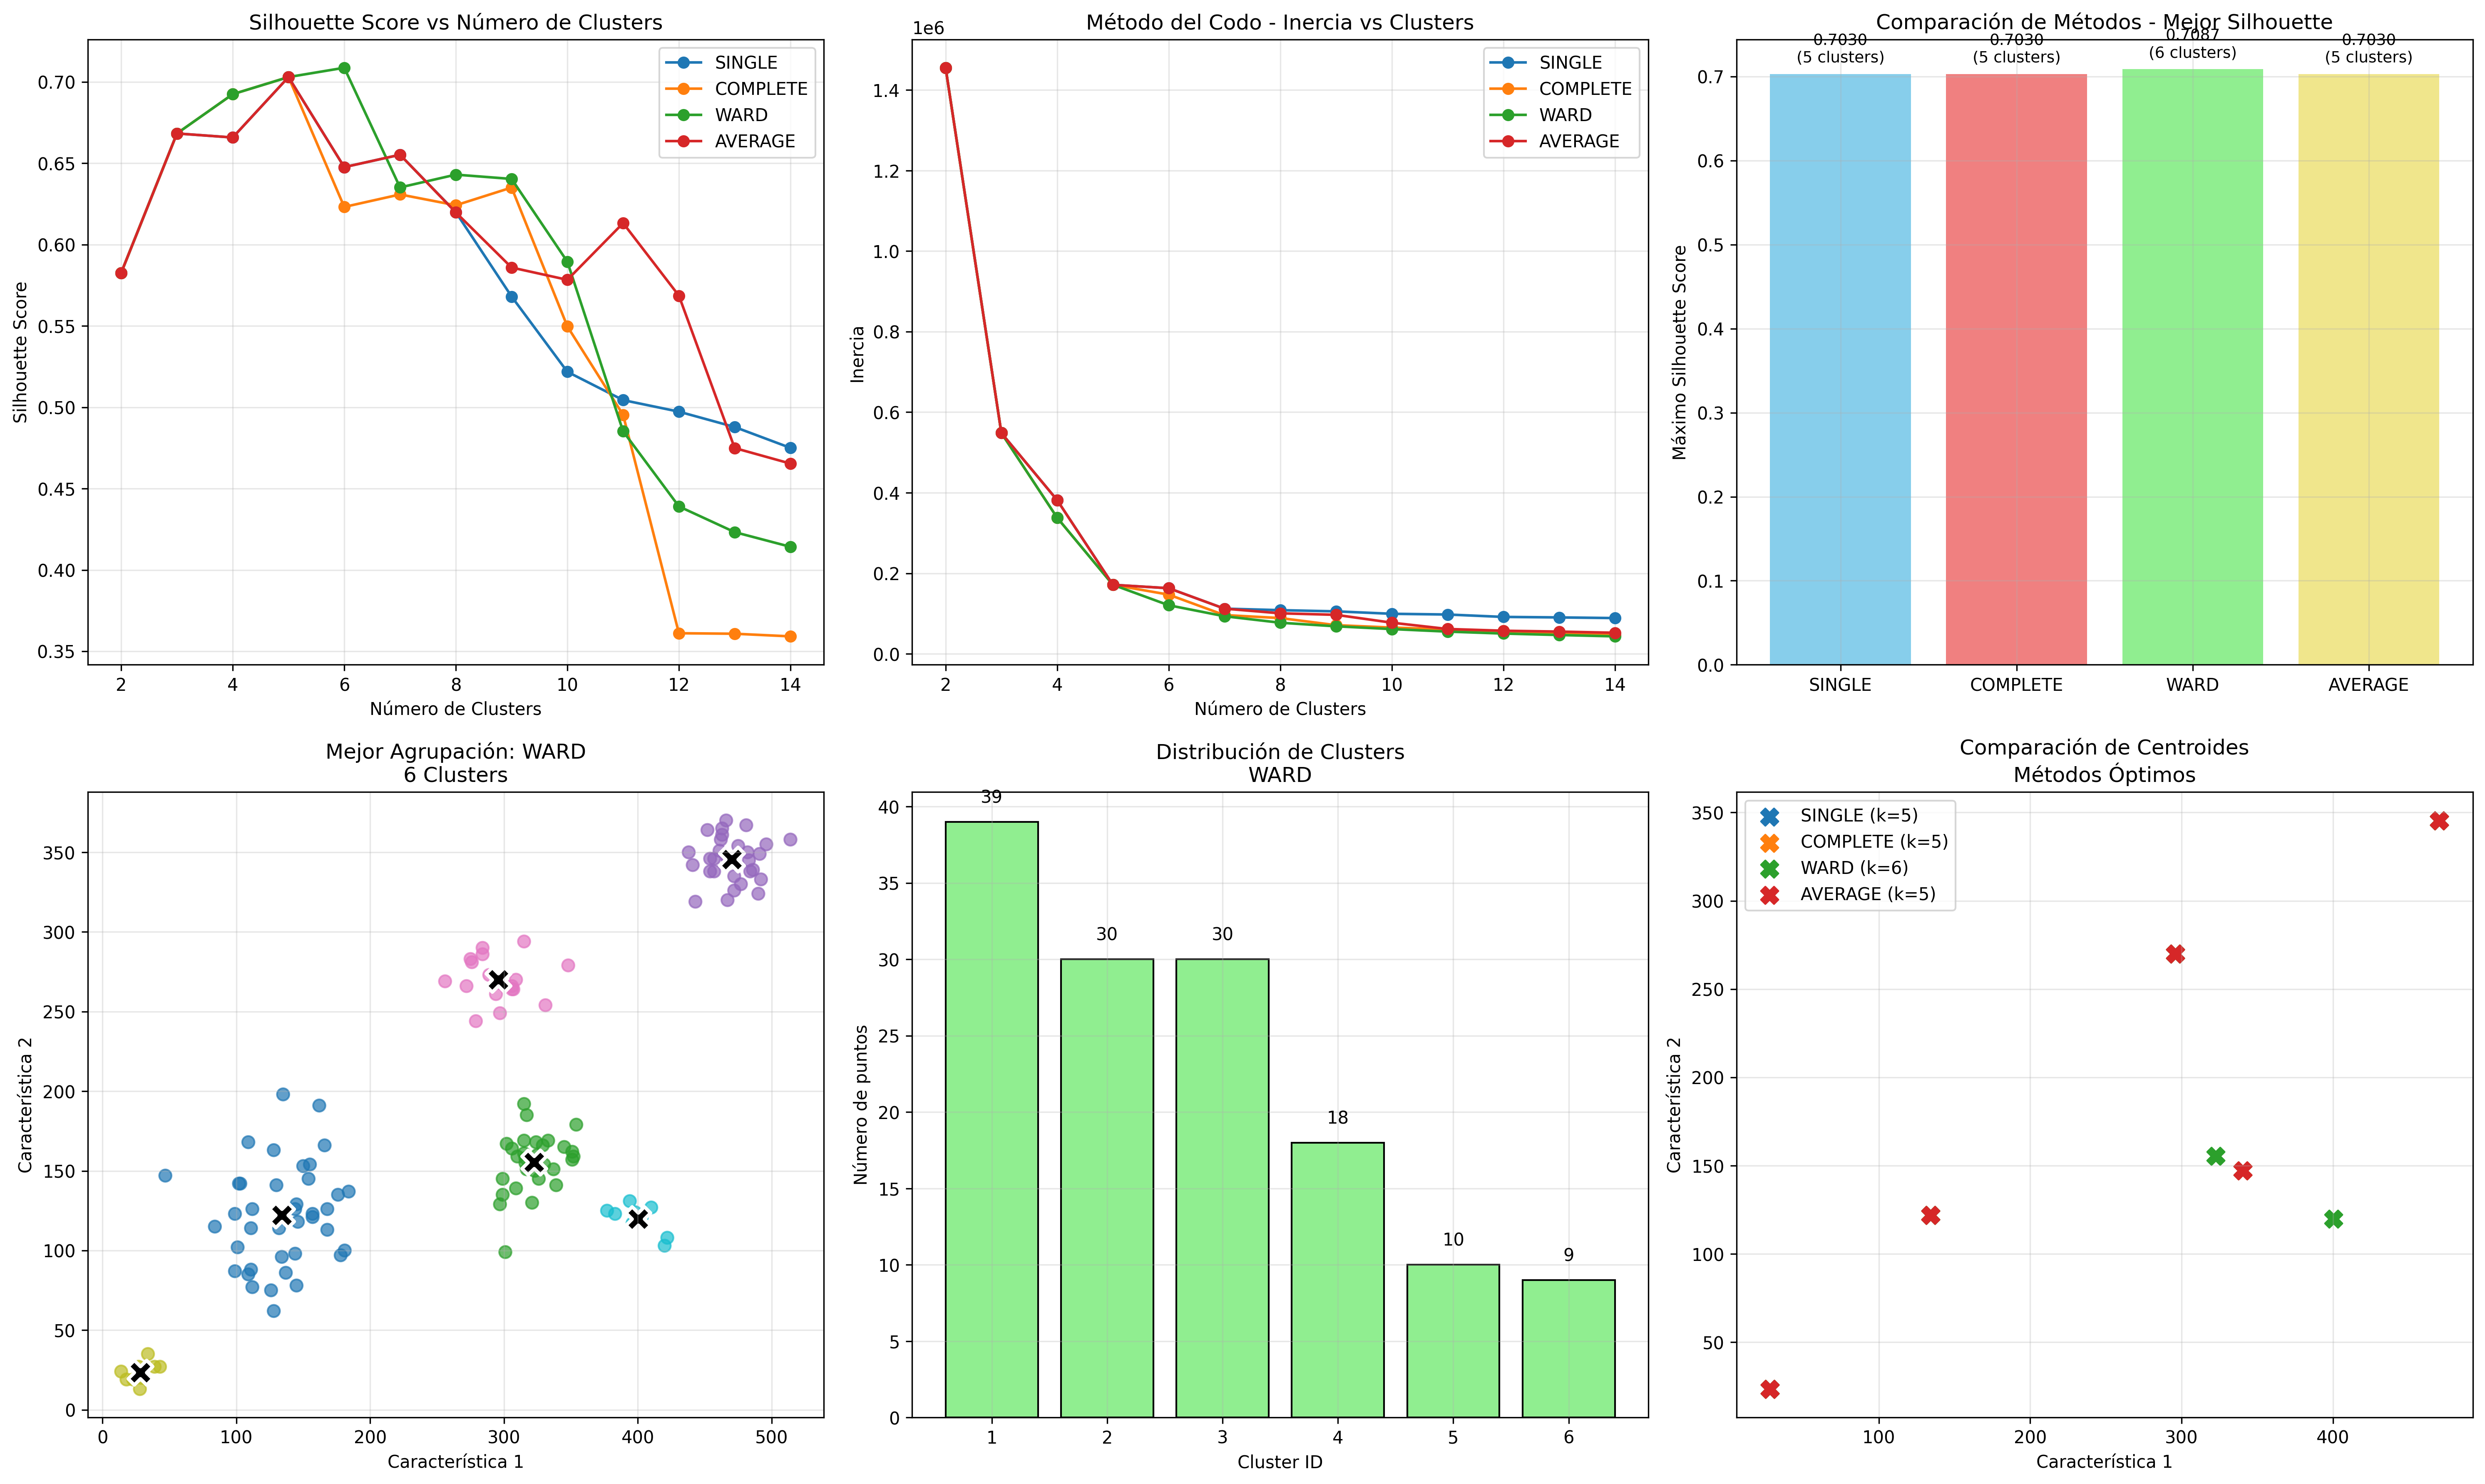 Silhouette Score vs Número de Clusters
Silhouette Score
0.70
0.65
0.60
0.55
0.50
0.45
0.40
0.35
SINGLE
COMPLETE
WARD
AVERAGE
2 4 6 8 10 12 14
Número de Clusters
Método del Codo - Inercia vs Clusters
1e6
Inercia
1.4
1.2
1.0
0.8
0.6
0.4
0.2
0.0
SINGLE
COMPLETE
WARD
AVERAGE
2 4 6 8 10 12 14
Número de Clusters
Comparación de Métodos - Mejor Silhouette
Máximo Silhouette Score
0.7
0.6
0.5
0.4
0.3
0.2
0.1
0.0
0.7030
(5 clusters)
0.7030
(5 clusters)
0.7087
(6 clusters)
0.7030
(5 clusters)
SINGLE COMPLETE WARD AVERAGE
Mejor Agrupación: WARD
6 Clusters
Característica 2
350
300
250
200
150
100
50
0
0 100 200 300 400 500
Característica 1
Distribución de Clusters
WARD
Número de puntos
40
35
30
25
20
15
10
5
0
39
30
30
18
10
9
1 2 3 4 5 6
Cluster ID
Comparación de Centroides
Métodos Óptimos
Característica 2
350
300
250
200
150
100
50
SINGLE (k=5)
COMPLETE (k=5)
WARD (k=6)
AVERAGE (k=5)
100 200 300 400
Característica 1